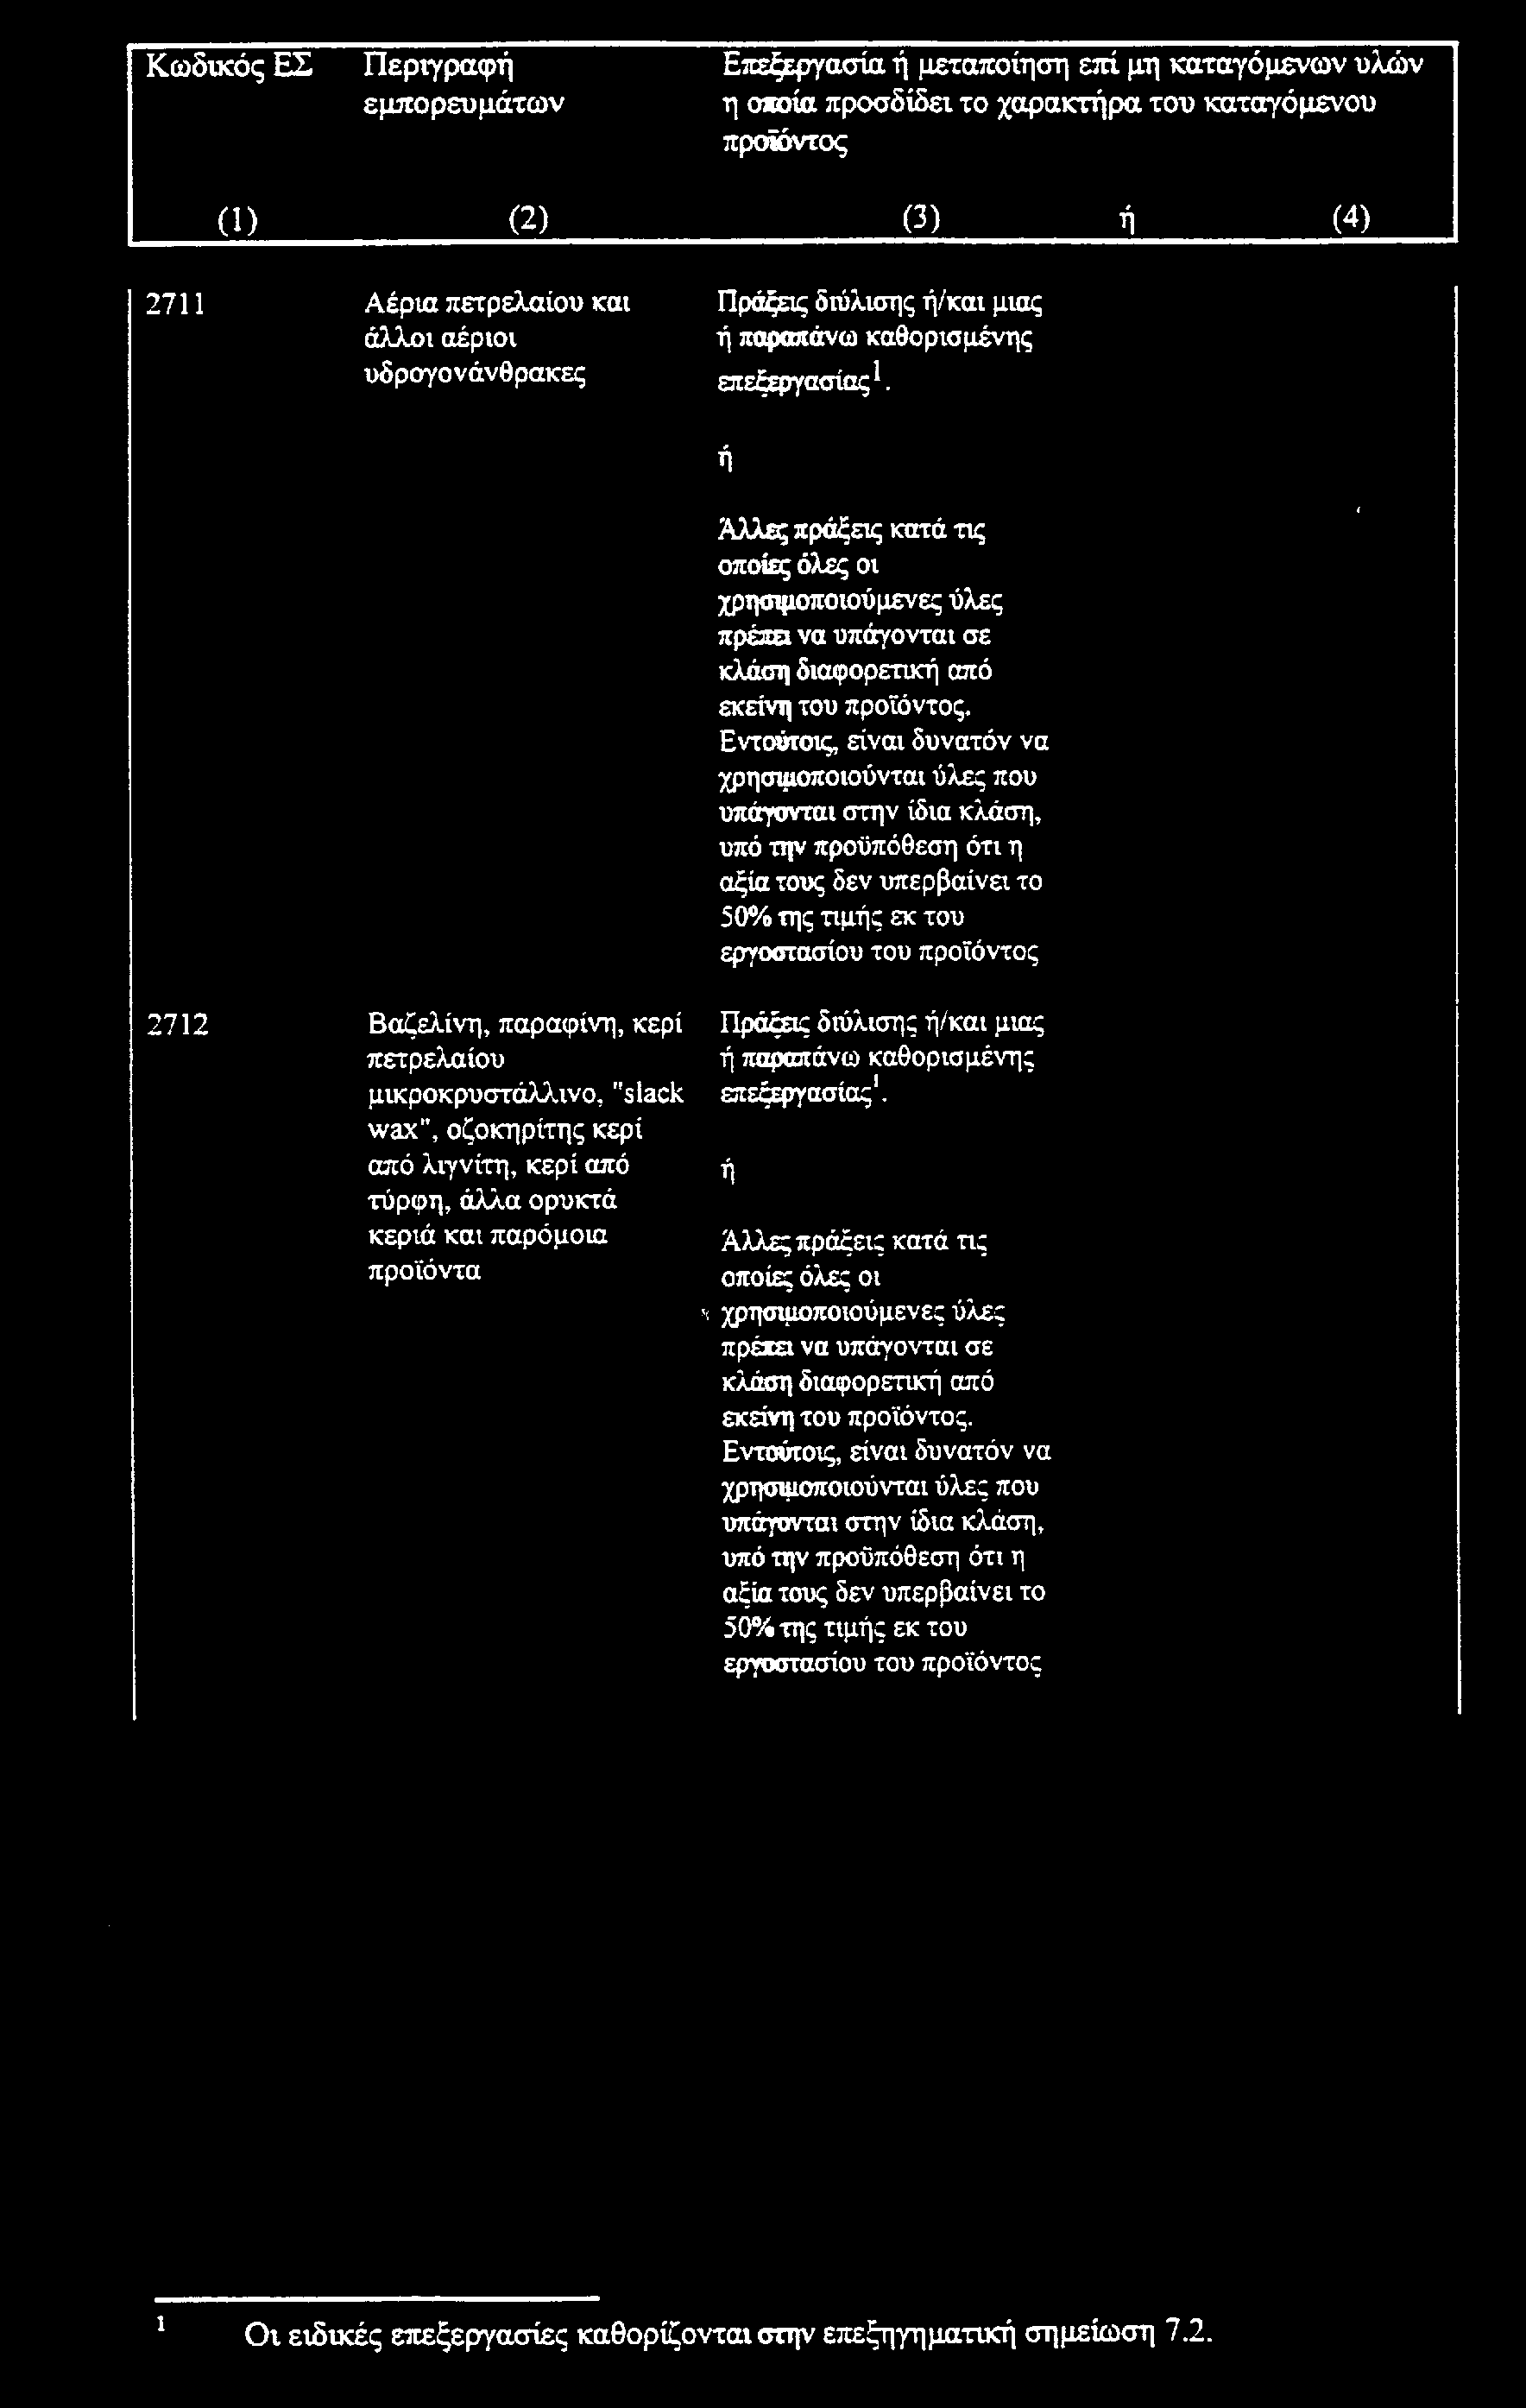 Κωδικός ΕΣ
Περιγραφή
εμπορευμάτων
Επεξεργασία ή μεταποίηση επί μη καταγόμενων υλών
η οποία προσδίδει το χαρακτήρα του καταγόμενου
προϊόντος
(1) (2) (3) ή (4)
2711
Αέρια πετρελαίου και
άλλοι αέριοι
υδρογονάνθρακες
Πράξεις διύλισης ή/και μιας
ή παραπάνω καθορισμένης
επεξεργασίας¹.
ή
Άλλες πράξεις κατά τις
οποίες όλες οι
χρησιμοποιούμενες ύλες
πρέπει να υπάγονται σε
κλάση διαφορετική από
εκείνη του προϊόντος.
Εντούτοις, είναι δυνατόν να
χρησιμοποιούνται ύλες που
υπάγονται στην ίδια κλάση,
υπό την προϋπόθεση ότι η
αξία τους δεν υπερβαίνει το
50% της τιμής εκ του
εργοστασίου του προϊόντος
2712
Βαζελίνη, παραφίνη, κερί
πετρελαίου
μικροκρυστάλλινο, "slack
wax", οζοκηρίτης κερί
από λιγνίτη, κερί από
τύρφη, άλλα ορυκτά
κεριά και παρόμοια
προϊόντα
Πράξεις διύλισης ή/και μιας
ή παραπάνω καθορισμένης
επεξεργασίας¹.
ή
Άλλες πράξεις κατά τις
οποίες όλες οι
χρησιμοποιούμενες ύλες
πρέπει να υπάγονται σε
κλάση διαφορετική από
εκείνη του προϊόντος.
Εντούτοις, είναι δυνατόν να
χρησιμοποιούνται ύλες που
υπάγονται στην ίδια κλάση,
υπό την προϋπόθεση ότι η
αξία τους δεν υπερβαίνει το
50% της τιμής εκ του
εργοστασίου του προϊόντος
¹ Οι ειδικές επεξεργασίες καθορίζονται στην επεξηγηματική σημείωση 7.2.